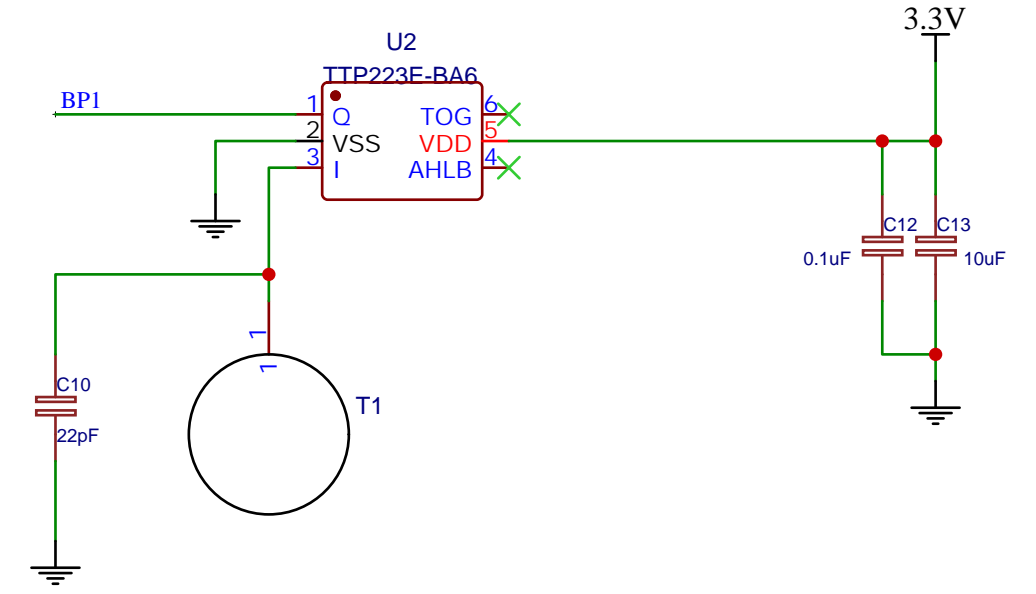 3.3V
U2
TTP223E-BA6
BP1
1 Q TOG 6
2 VSS VDD 5
3 I AHLB 4
C12 C13
0.1uF 10uF
1
1
C10
T1
22pF